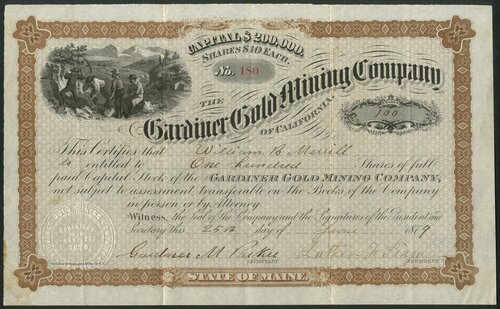 CAPITAL $200,000.
SHARES $10 EACH.
No. 180
THE
Gardiner Gold Mining Company
OF CALIFORNIA.
100
This Certifies that William B. Merrill
is entitled to One hundred Shares of full
paid Capital Stock of the GARDINER GOLD MINING COMPANY,
not subject to assessment transferable on the Books of the Company
in person or by Attorney
Witness, the Seal of the Company and the Signatures of the President and
Secretary this 25th day of June 1879
Gardiner M. Parker
SECRETARY
Luther
PRESIDENT
STATE OF MAINE.